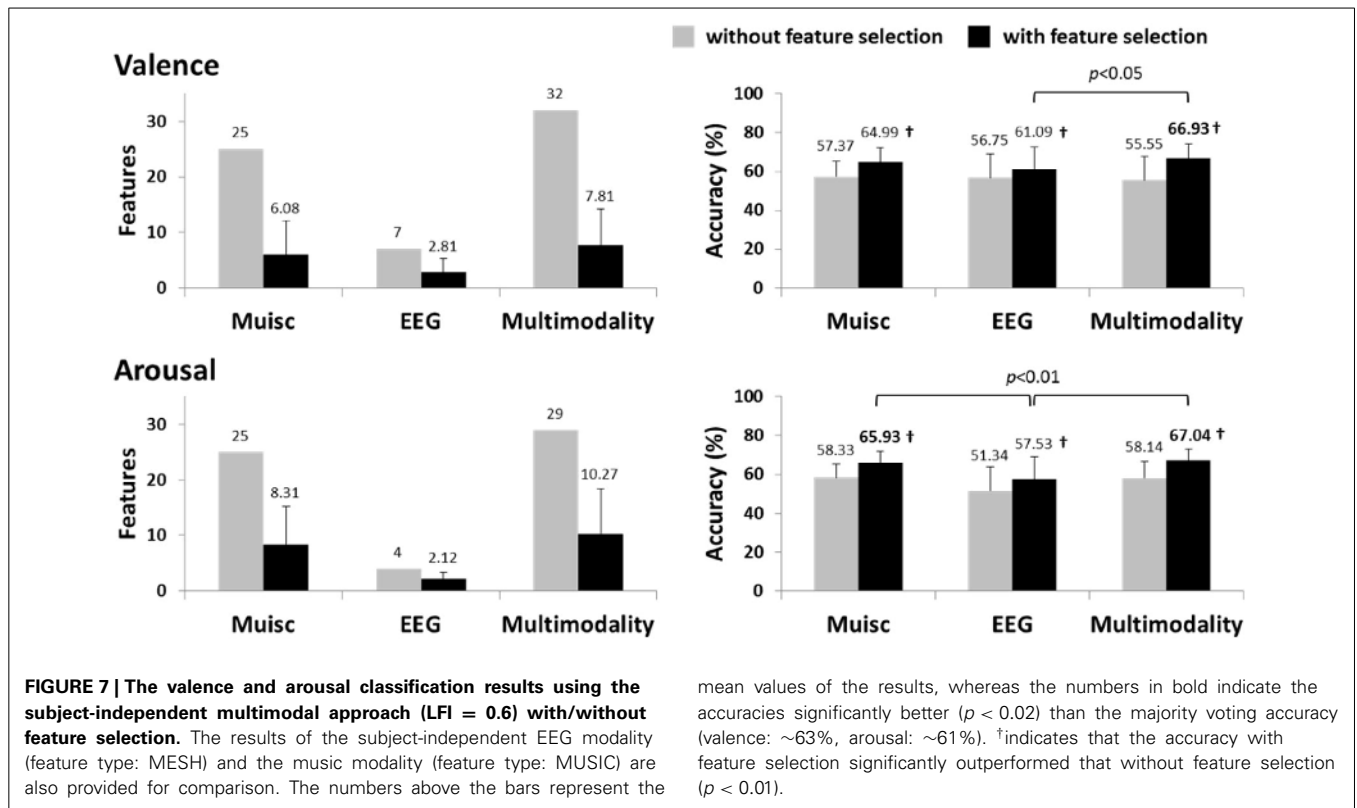 without feature selection with feature selection
Valence
Features
30
20
10
0
25
6.08
7
2.81
32
7.81
Muisc EEG Multimodality
p<0.05
Accuracy (%)
100
80
60
40
20
0
57.37 64.99 †
56.75 61.09 †
55.55 66.93 †
Muisc EEG Multimodality
Arousal
Features
30
20
10
0
25
8.31
4
2.12
29
10.27
Muisc EEG Multimodality
p<0.01
Accuracy (%)
100
80
60
40
20
0
58.33 65.93 †
51.34 57.53 †
58.14 67.04 †
Muisc EEG Multimodality
FIGURE 7 | The valence and arousal classification results using the
subject-independent multimodal approach (LFI = 0.6) with/without
feature selection. The results of the subject-independent EEG modality
(feature type: MESH) and the music modality (feature type: MUSIC) are
also provided for comparison. The numbers above the bars represent the
mean values of the results, whereas the numbers in bold indicate the
accuracies significantly better (p < 0.02) than the majority voting accuracy
(valence: ~63%, arousal: ~61%). †indicates that the accuracy with
feature selection significantly outperformed that without feature selection
(p < 0.01).